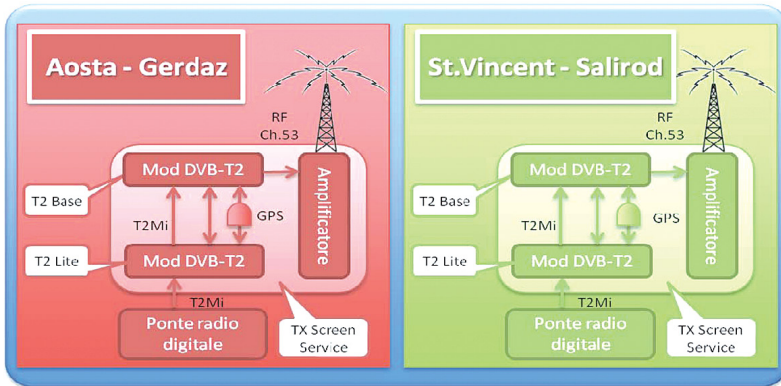 Aosta - Gerdaz
RF
Ch.53
Mod DVB-T2
T2 Base
T2Mi
GPS
Amplificatore
T2 Lite
Mod DVB-T2
T2Mi
Ponte radio
digitale
TX Screen
Service
St.Vincent - Salirod
RF
Ch.53
Mod DVB-T2
T2 Base
T2Mi
GPS
Amplificatore
T2 Lite
Mod DVB-T2
T2Mi
Ponte radio
digitale
TX Screen
Service